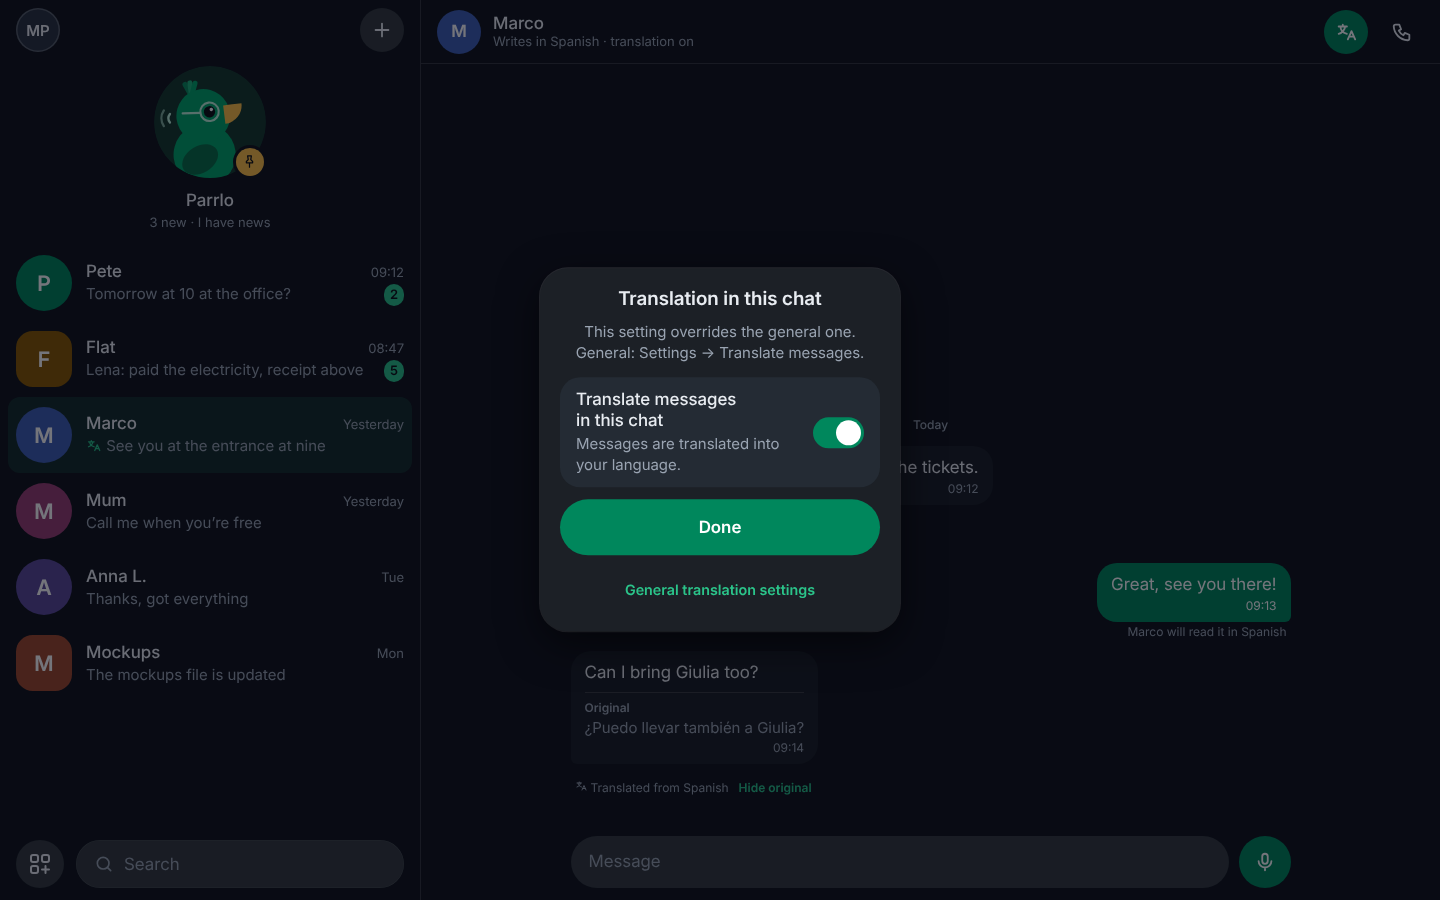 MP
Parrlo
3 new · I have news
P
Pete
09:12
Tomorrow at 10 at the office?
2
F
Flat
08:47
Lena: paid the electricity, receipt above
5
M
Marco
Yesterday
See you at the entrance at nine
M
Mum
Yesterday
Call me when you're free
A
Anna L.
Tue
Thanks, got everything
M
Mockups
Mon
The mockups file is updated
Search
M
Marco
Writes in Spanish · translation on
Today
he tickets.
09:12
Great, see you there!
09:13
Marco will read it in Spanish
Can I bring Giulia too?
Original
¿Puedo llevar también a Giulia?
09:14
Translated from Spanish Hide original
Message
Translation in this chat
This setting overrides the general one.
General: Settings → Translate messages.
Translate messages
in this chat
Messages are translated into
your language.
Done
General translation settings